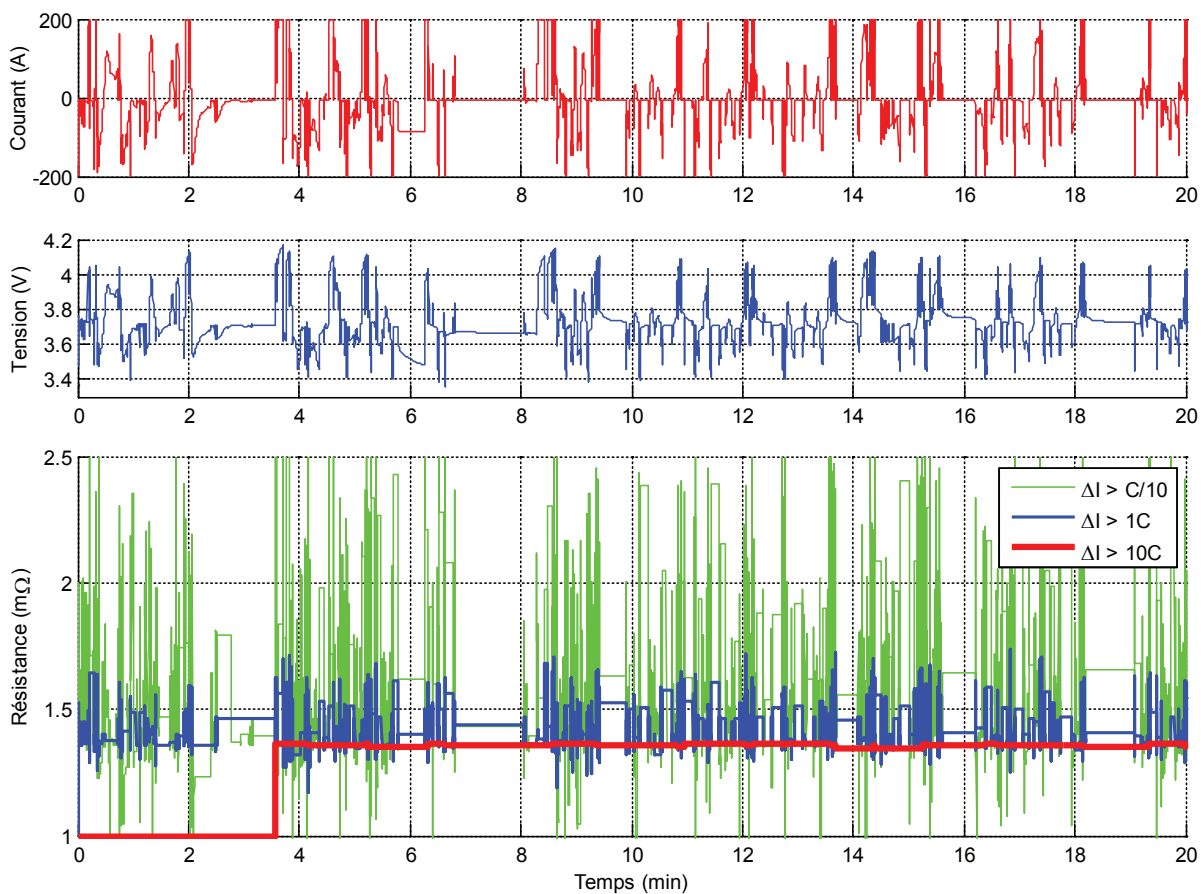 Courant (A)
200
0
-200
0 2 4 6 8 10 12 14 16 18 20
Tension (V)
4.2
4
3.8
3.6
3.4
0 2 4 6 8 10 12 14 16 18 20
Résistance (mΩ)
2.5
2
1.5
1
ΔI > C/10
ΔI > 1C
ΔI > 10C
0 2 4 6 8 10 12 14 16 18 20
Temps (min)